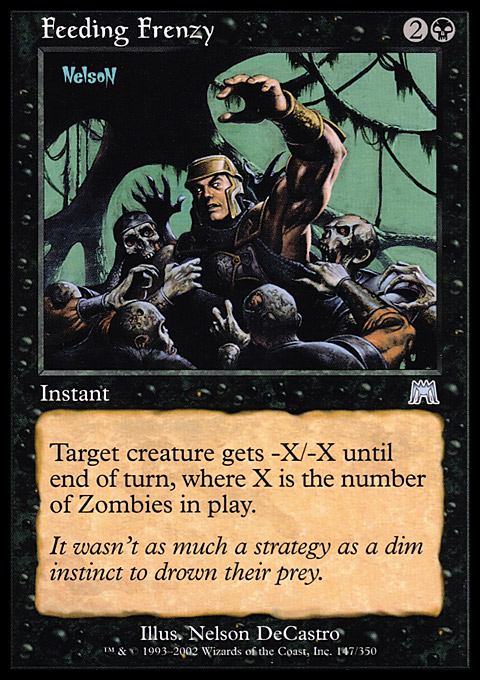 Feeding Frenzy 2
Nelson
Instant
Target creature gets -X/-X until
end of turn, where X is the number
of Zombies in play.
It wasn't as much a strategy as a dim
instinct to drown their prey.
Illus. Nelson DeCastro
™ & © 1993–2002 Wizards of the Coast, Inc. 147/350